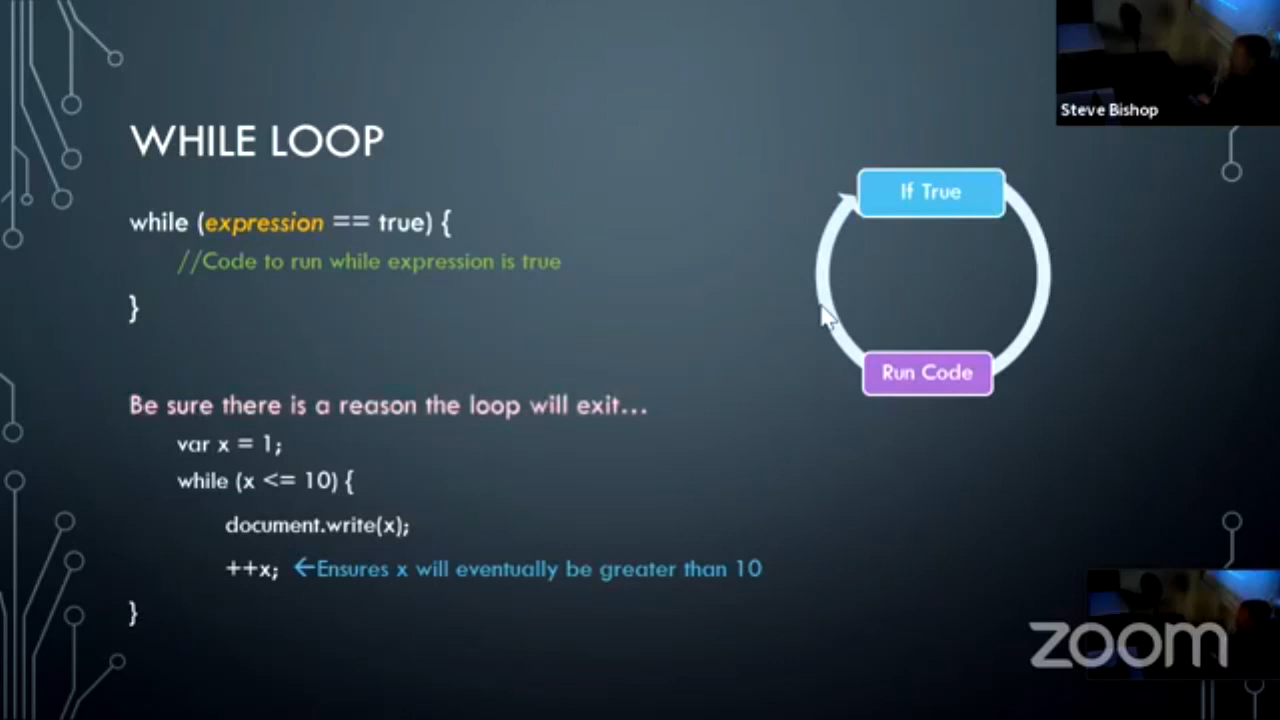 Steve Bishop
WHILE LOOP
while (expression == true) {
//Code to run while expression is true
}
If True
Run Code
Be sure there is a reason the loop will exit...
var x = 1;
while (x <= 10) {
document.write(x);
++x; ←Ensures x will eventually be greater than 10
}
zoom